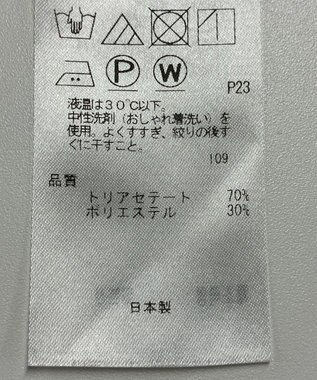 P W
P23
液温は30℃以下。
中性洗剤（おしゃれ着洗い）を
使用。よくすすぎ、絞りの後す
ぐに干すこと。
109
品質
トリアセテート 70%
ポリエステル 30%
日本製